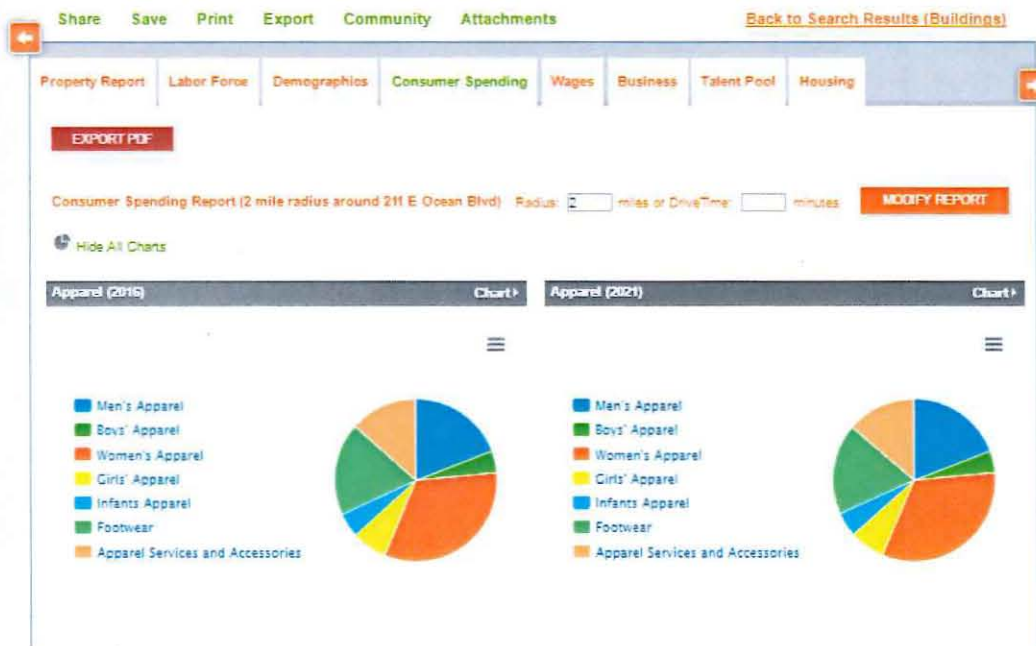 Share Save Print Export Community Attachments Back to Search Results (Buildings)
Property Report Labor Force Demographics Consumer Spending Wages Business Talent Pool Housing
EXPORT PDF
Consumer Spending Report (2 mile radius around 211 E Ocean Blvd) Radius: 2 miles or DriveTime: minutes MODIFY REPORT
Hide All Charts
Apparel (2016) Chart
Apparel (2021) Chart
Men's Apparel
Boys' Apparel
Women's Apparel
Girls' Apparel
Infants Apparel
Footwear
Apparel Services and Accessories
Men's Apparel
Boys' Apparel
Women's Apparel
Girls' Apparel
Infants Apparel
Footwear
Apparel Services and Accessories